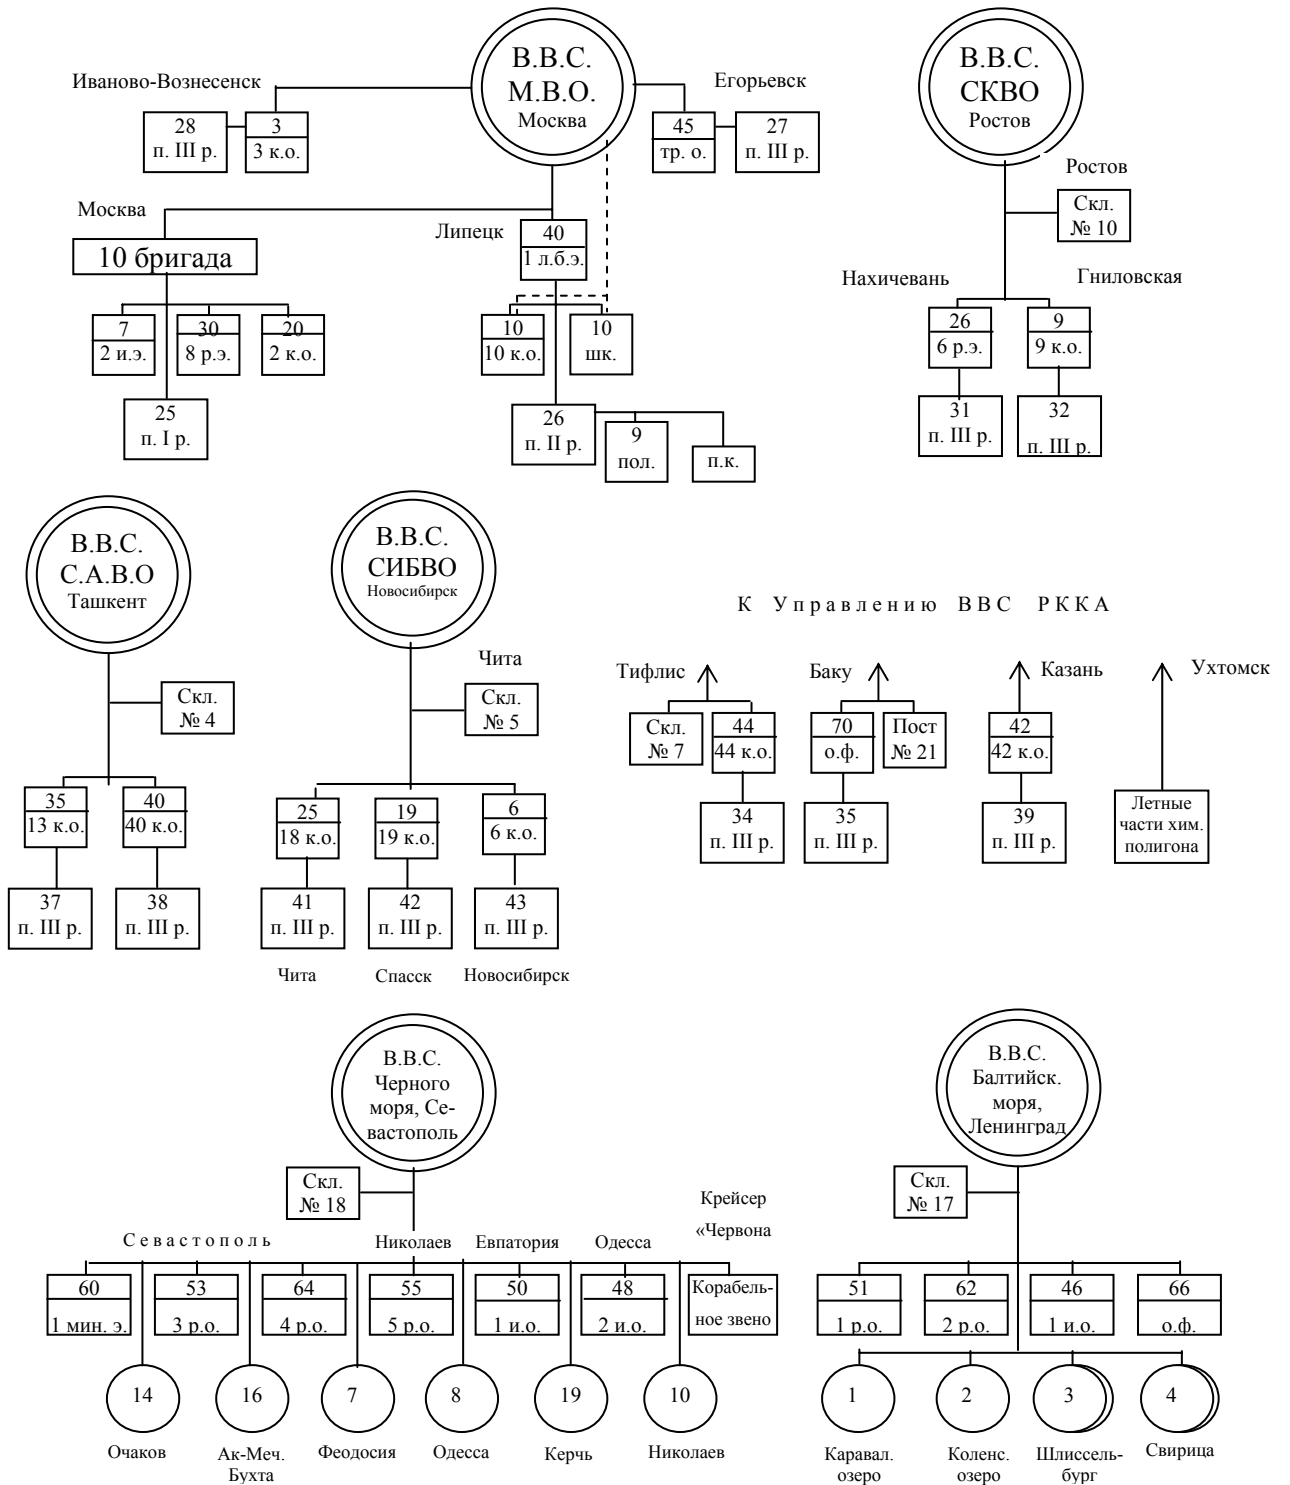 В.В.С.
М.В.О.
Москва
Иваново-Вознесенск
28
п. III р.
3
3 к.о.
Егорьевск
45
тр. о.
27
п. III р.
Москва
10 бригада
7
2 и.э.
30
8 р.э.
20
2 к.о.
25
п. I р.
Липецк
40
1 л.б.э.
10
10 к.о.
10
шк.
26
п. II р.
9
пол.
п.к.
В.В.С.
СКВО
Ростов
Ростов
Скл.
№ 10
Нахичевань
Гниловская
26
6 р.э.
9
9 к.о.
31
п. III р.
32
п. III р.
В.В.С.
С.А.В.О
Ташкент
Скл.
№ 4
35
13 к.о.
40
40 к.о.
37
п. III р.
38
п. III р.
В.В.С.
СИБВО
Новосибирск
Чита
Скл.
№ 5
25
18 к.о.
19
19 к.о.
6
6 к.о.
41
п. III р.
42
п. III р.
43
п. III р.
Чита
Спасск
Новосибирск
К Управлению ВВС РККА
Тифлис
Баку
Казань
Ухтомск
Скл.
№ 7
44
44 к.о.
70
о.ф.
Пост
№ 21
42
42 к.о.
34
п. III р.
35
п. III р.
39
п. III р.
Летные
части хим.
полигона
В.В.С.
Черного
моря, Се-
вастополь
Скл.
№ 18
Севастополь
Николаев
Евпатория
Одесса
Крейсер
«Червона
60
1 мин. э.
53
3 р.о.
64
4 р.о.
55
5 р.о.
50
1 и.о.
48
2 и.о.
Корабель-
ное звено
14
16
7
8
19
10
Очаков
Ак-Меч.
Бухта
Феодосия
Одесса
Керчь
Николаев
В.В.С.
Балтийск.
моря,
Ленинград
Скл.
№ 17
51
1 р.о.
62
2 р.о.
46
1 и.о.
66
о.ф.
1
2
3
4
Каравал.
озеро
Коленс.
озеро
Шлиссель-
бург
Свирица